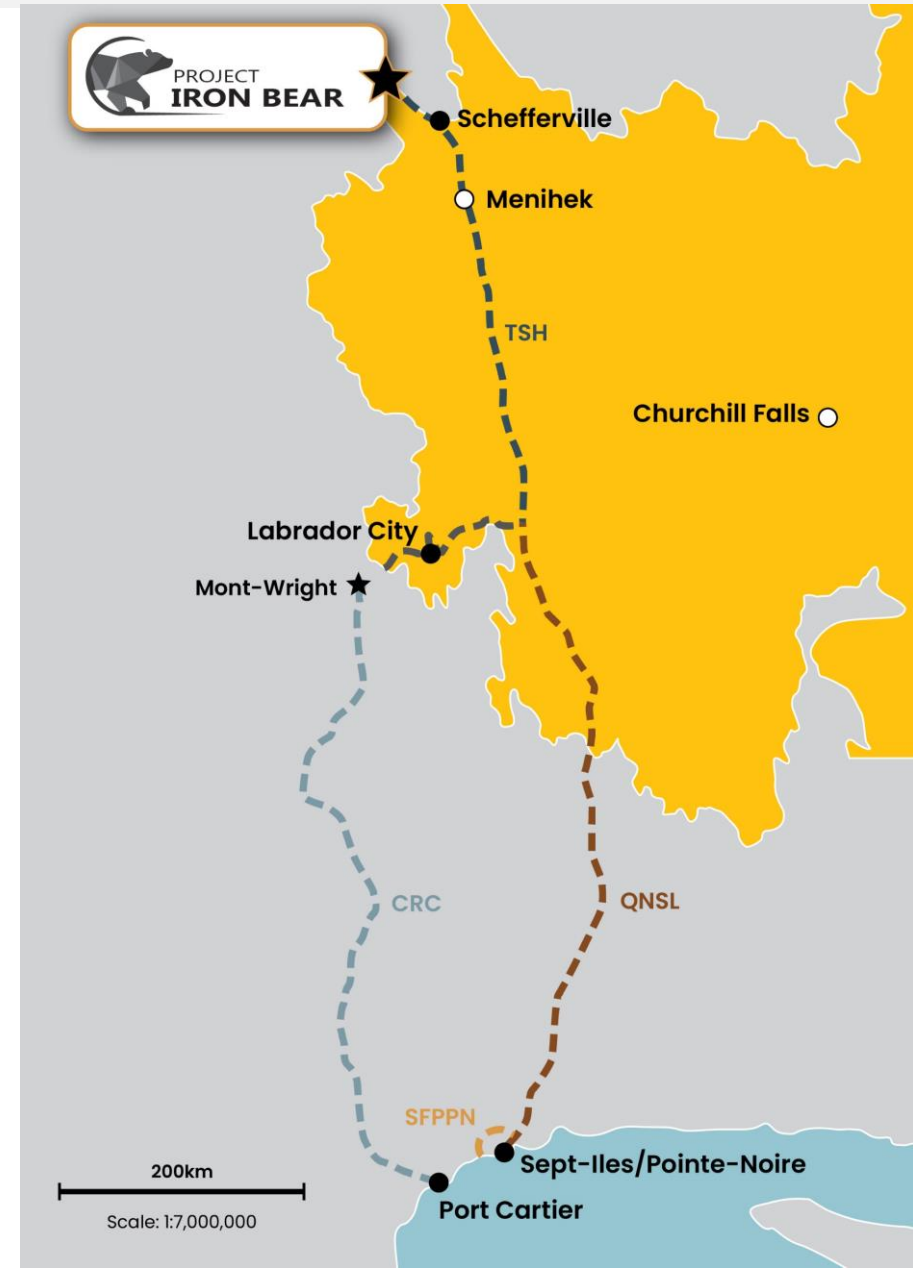 PROJECT
IRON BEAR
Schefferville
Menihek
TSH
Churchill Falls
Labrador City
Mont-Wright
CRC
QNSL
SFPPN
Sept-Iles/Pointe-Noire
200km
Port Cartier
Scale: 1:7,000,000